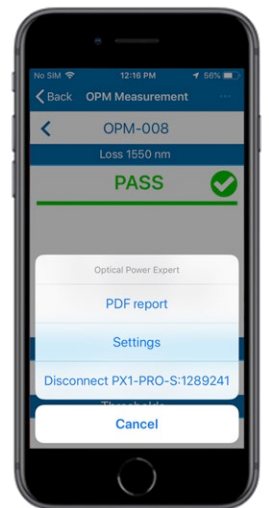 No SIM 12:16 PM 56%
Back OPM Measurement ...
OPM-008
Loss 1550 nm
PASS
Optical Power Expert
PDF report
Settings
Disconnect PX1-PRO-S:1289241
Thresholds
Cancel